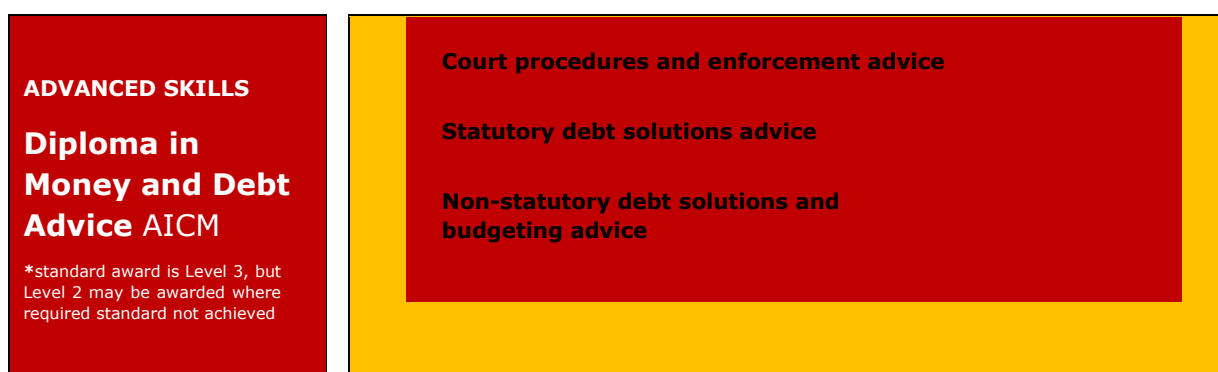 ADVANCED SKILLS
Diploma in
Money and Debt
Advice AICM
*standard award is Level 3, but
Level 2 may be awarded where
required standard not achieved
Court procedures and enforcement advice
Statutory debt solutions advice
Non-statutory debt solutions and
budgeting advice